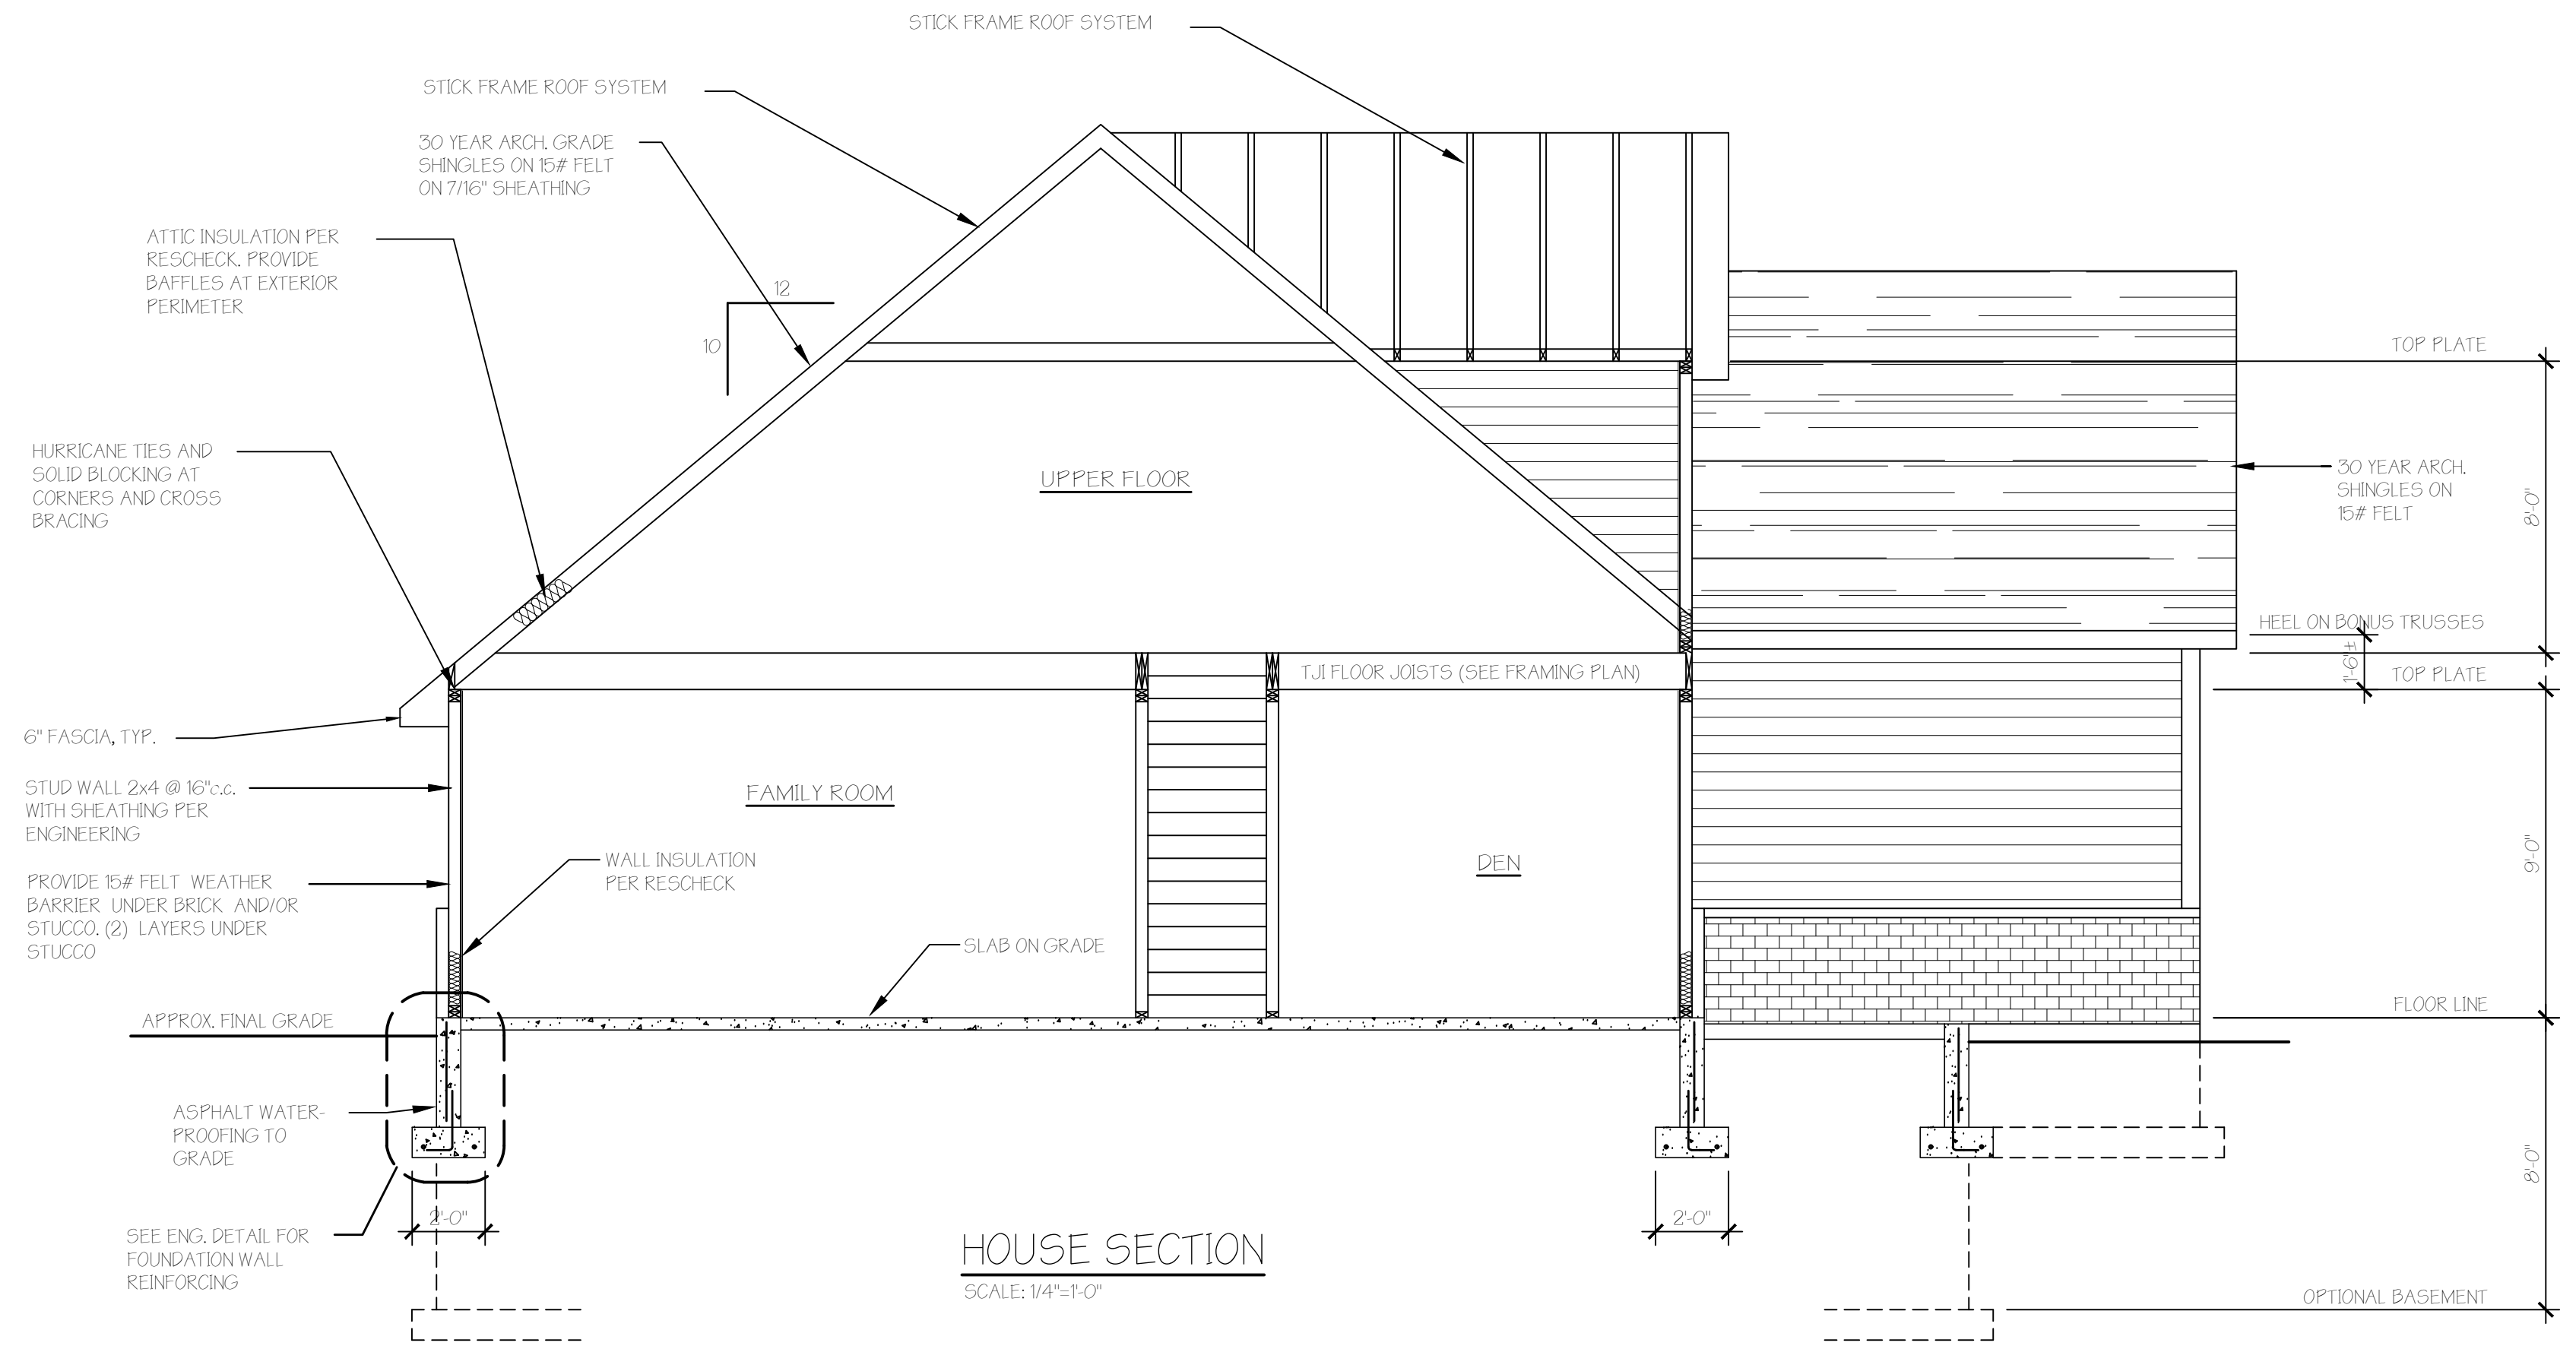 STICK FRAME ROOF SYSTEM
STICK FRAME ROOF SYSTEM
30 YEAR ARCH. GRADE
SHINGLES ON 15# FELT
ON 7/16" SHEATHING
ATTIC INSULATION PER
RESCHECK. PROVIDE
BAFFLES AT EXTERIOR
PERIMETER
12
10
TOP PLATE
HURRICANE TIES AND
SOLID BLOCKING AT
CORNERS AND CROSS
BRACING
UPPER FLOOR
30 YEAR ARCH.
SHINGLES ON
15# FELT
8'-0"
HEEL ON BONUS TRUSSES
1'-6"±
TJI FLOOR JOISTS (SEE FRAMING PLAN)
TOP PLATE
6" FASCIA, TYP.
STUD WALL 2x4 @ 16"c.c.
WITH SHEATHING PER
ENGINEERING
FAMILY ROOM
DEN
9'-0"
WALL INSULATION
PER RESCHECK
PROVIDE 15# FELT WEATHER
BARRIER UNDER BRICK AND/OR
STUCCO. (2) LAYERS UNDER
STUCCO
SLAB ON GRADE
APPROX. FINAL GRADE
FLOOR LINE
ASPHALT WATER-
PROOFING TO
GRADE
8'-0"
2'-0"
2'-0"
SEE ENG. DETAIL FOR
FOUNDATION WALL
REINFORCING
HOUSE SECTION
SCALE: 1/4"=1'-0"
OPTIONAL BASEMENT